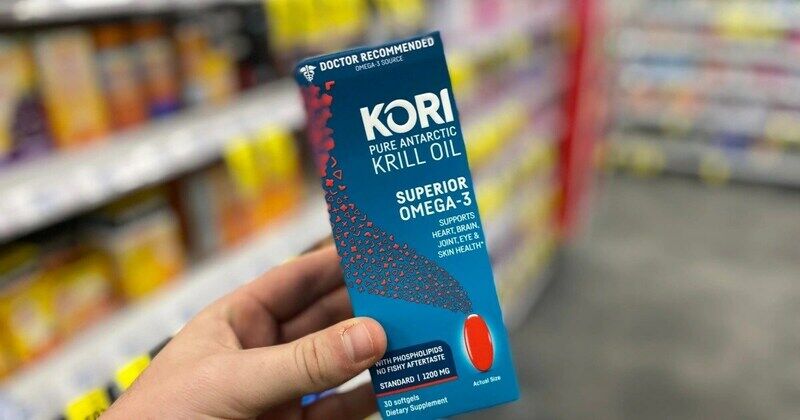 DOCTOR RECOMMENDED
OMEGA-3 SOURCE
KORI
PURE ANTARCTIC
KRILL OIL
SUPERIOR
OMEGA-3
SUPPORTS
HEART, BRAIN,
JOINT, EYE &
SKIN HEALTH*
WITH PHOSPHOLIPIDS
NO FISHY AFTERTASTE
STANDARD | 1200 MG
Actual Size
30 softgels
Dietary Supplement